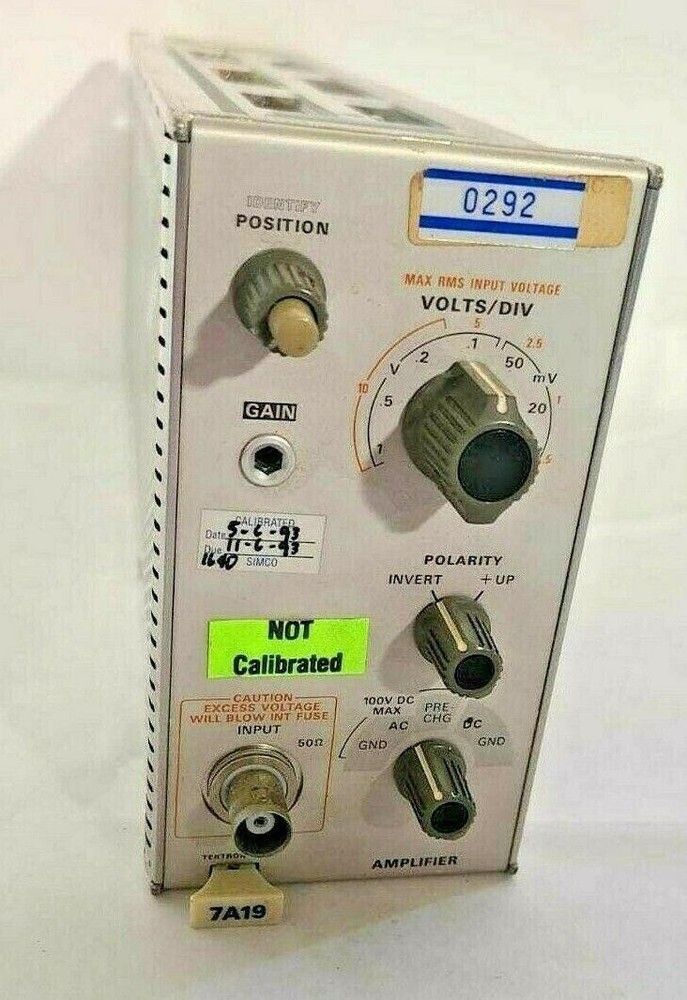 0292
IDENTIFY
POSITION
MAX RMS INPUT VOLTAGE
VOLTS/DIV
5
.1
2.5
.2
50
V
mV
10
1
.5
20
1
.5
GAIN
CALIBRATED
Date 5-6-93
Due 11-6-93
1640 SIMCO
POLARITY
INVERT
+UP
NOT
Calibrated
CAUTION
EXCESS VOLTAGE
WILL BLOW INT FUSE
INPUT
50Ω
100V DC
MAX
PRE-
CHG
AC
DC
GND
GND
AMPLIFIER
7A19